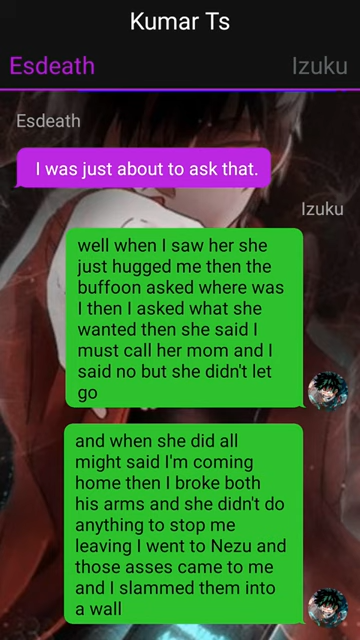 Kumar Ts
Esdeath
Izuku
Esdeath
I was just about to ask that.
Izuku
well when I saw her she
just hugged me then the
buffoon asked where was
I then I asked what she
wanted then she said I
must call her mom and I
said no but she didn't let
go
and when she did all
might said I'm coming
home then I broke both
his arms and she didn't do
anything to stop me
leaving I went to Nezu and
those asses came to me
and I slammed them into
a wall